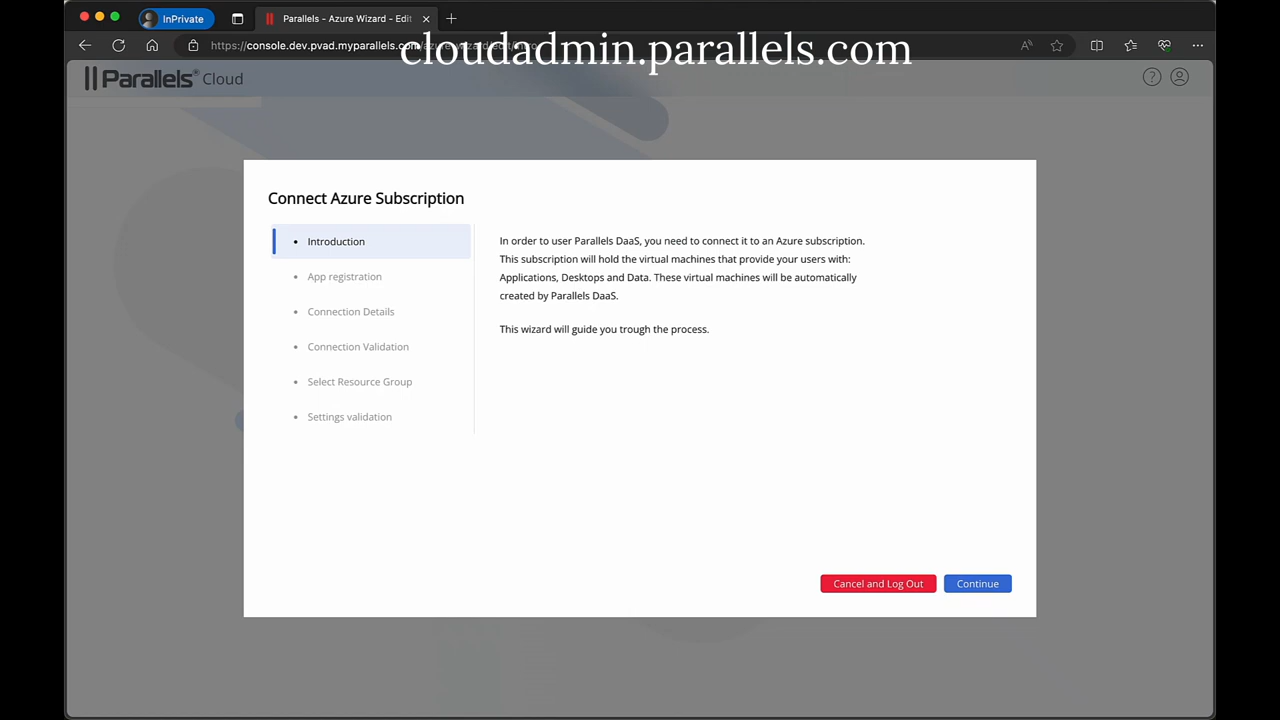 InPrivate
Parallels - Azure Wizard - Edit
cloudadmin.parallels.com
https://console.dev.pvad.myparallels.com/azure-wizard/edit/intro
Parallels® Cloud
Connect Azure Subscription
Introduction
App registration
Connection Details
Connection Validation
Select Resource Group
Settings validation
In order to user Parallels DaaS, you need to connect it to an Azure subscription.
This subscription will hold the virtual machines that provide your users with:
Applications, Desktops and Data. These virtual machines will be automatically
created by Parallels DaaS.
This wizard will guide you trough the process.
Cancel and Log Out
Continue